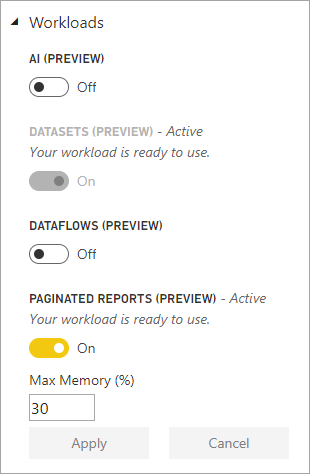 Workloads
AI (PREVIEW)
Off
DATASETS (PREVIEW) - Active
Your workload is ready to use.
On
DATAFLOWS (PREVIEW)
Off
PAGINATED REPORTS (PREVIEW) - Active
Your workload is ready to use.
On
Max Memory (%)
30
Apply Cancel